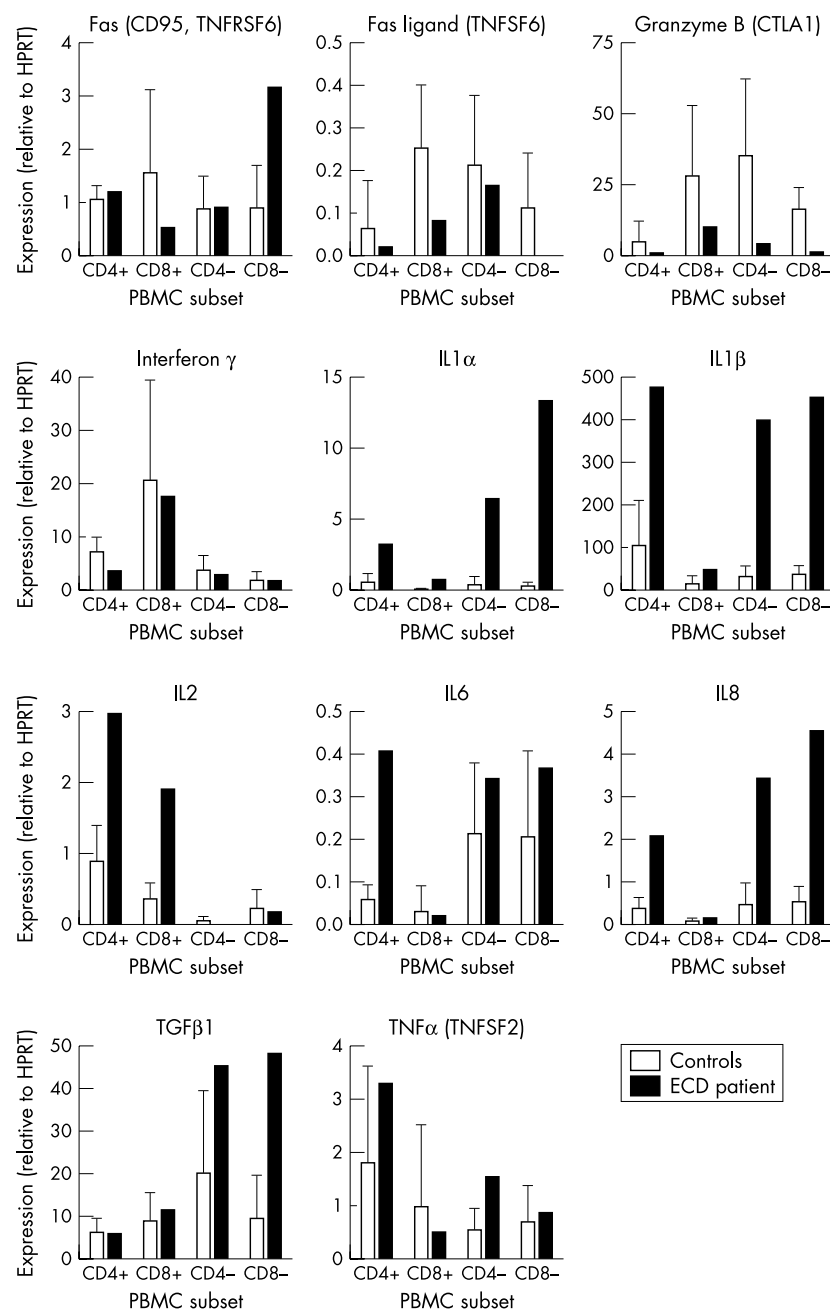 Fas (CD95, TNFRSF6)
Fas ligand (TNFSF6)
Granzyme B (CTLA1)
Expression (relative to HPRT)
4
3
2
1
0
CD4+ CD8+ CD4– CD8–
PBMC subset
0.5
0.4
0.3
0.2
0.1
0.0
CD4+ CD8+ CD4– CD8–
PBMC subset
75
50
25
0
CD4+ CD8+ CD4– CD8–
PBMC subset
Interferon γ
IL1α
IL1β
Expression (relative to HPRT)
40
30
20
10
0
CD4+ CD8+ CD4– CD8–
PBMC subset
15
10
5
0
CD4+ CD8+ CD4– CD8–
PBMC subset
500
400
300
200
100
0
CD4+ CD8+ CD4– CD8–
PBMC subset
IL2
IL6
IL8
Expression (relative to HPRT)
3
2
1
0
CD4+ CD8+ CD4– CD8–
PBMC subset
0.5
0.4
0.3
0.2
0.1
0.0
CD4+ CD8+ CD4– CD8–
PBMC subset
5
4
3
2
1
0
CD4+ CD8+ CD4– CD8–
PBMC subset
TGFβ1
TNFα (TNFSF2)
Expression (relative to HPRT)
50
40
30
20
10
0
CD4+ CD8+ CD4– CD8–
PBMC subset
4
3
2
1
0
CD4+ CD8+ CD4– CD8–
PBMC subset
Controls
ECD patient